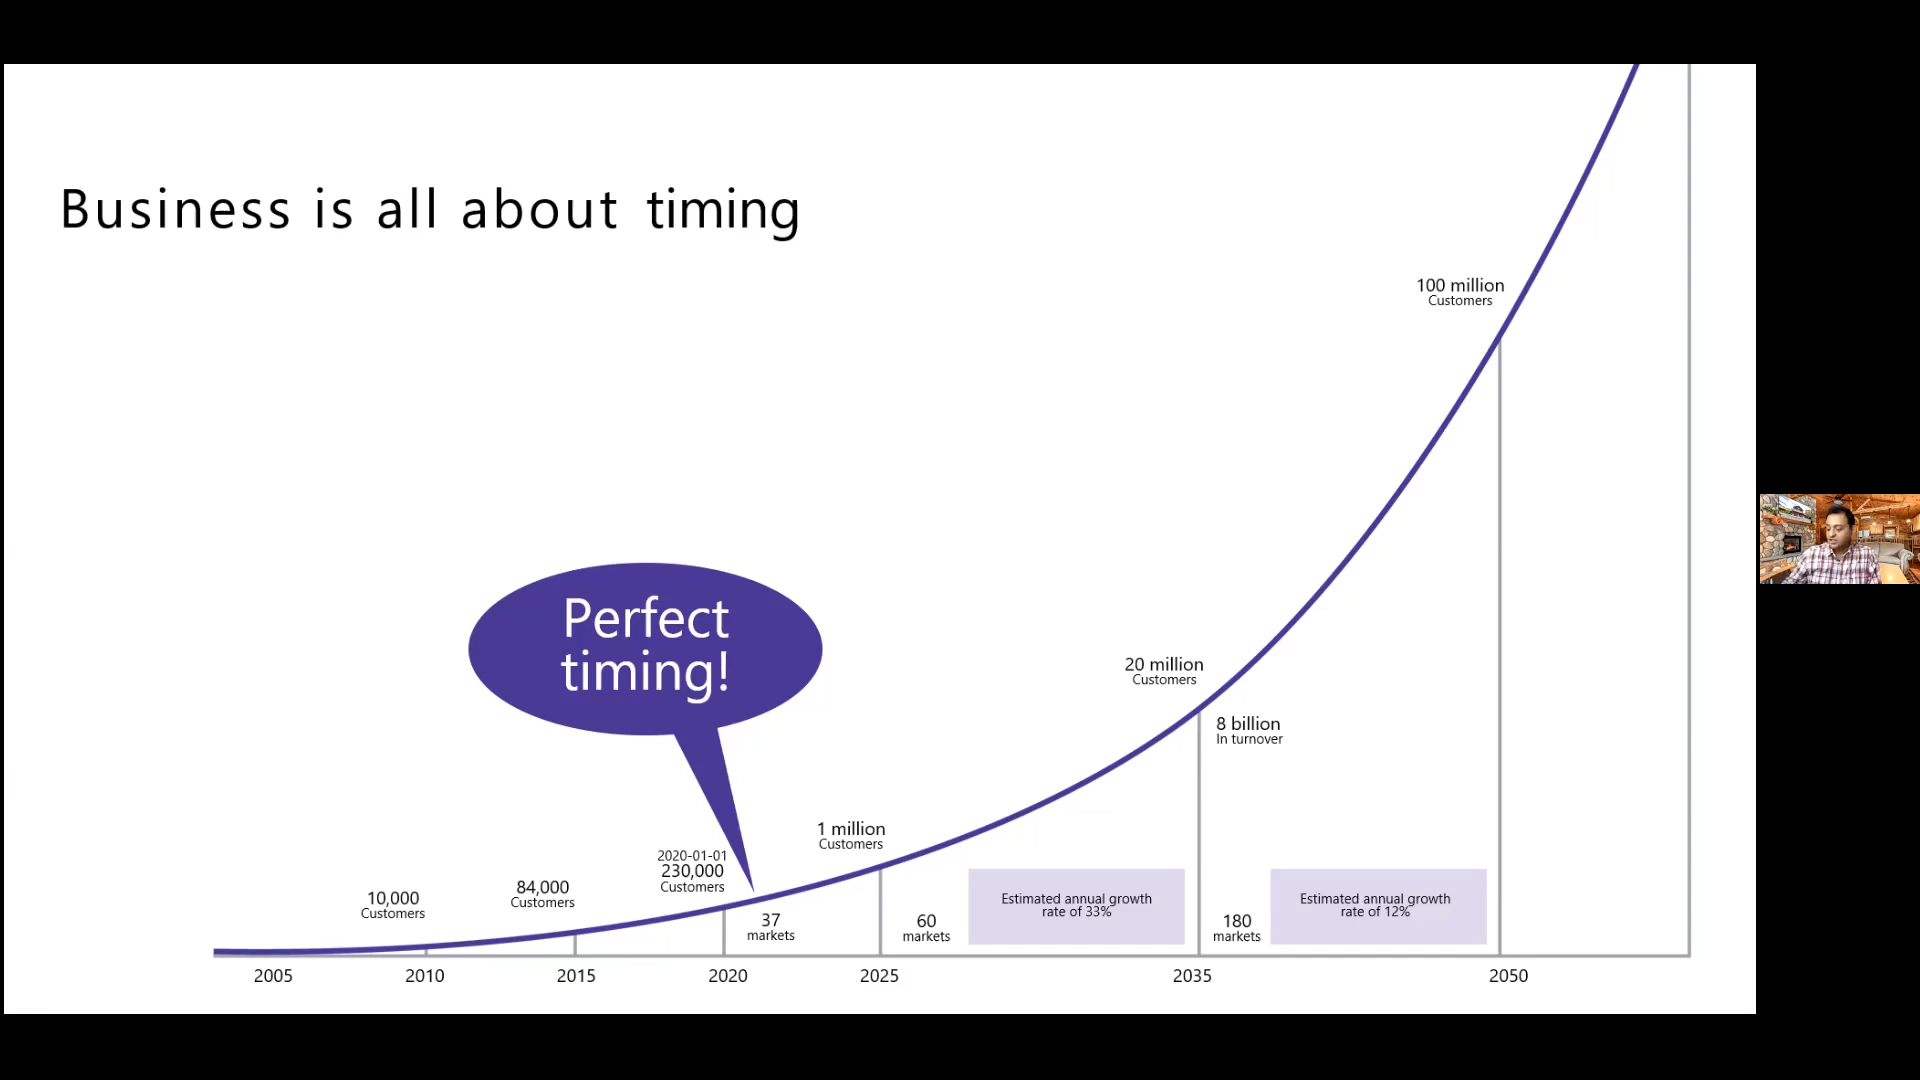 Business is all about timing
100 million
Customers
Perfect
timing!
20 million
Customers
8 billion
In turnover
1 million
Customers
2020-01-01
230,000
Customers
84,000
Customers
10,000
Customers
37
markets
60
markets
Estimated annual growth
rate of 33%
180
markets
Estimated annual growth
rate of 12%
2005
2010
2015
2020
2025
2035
2050